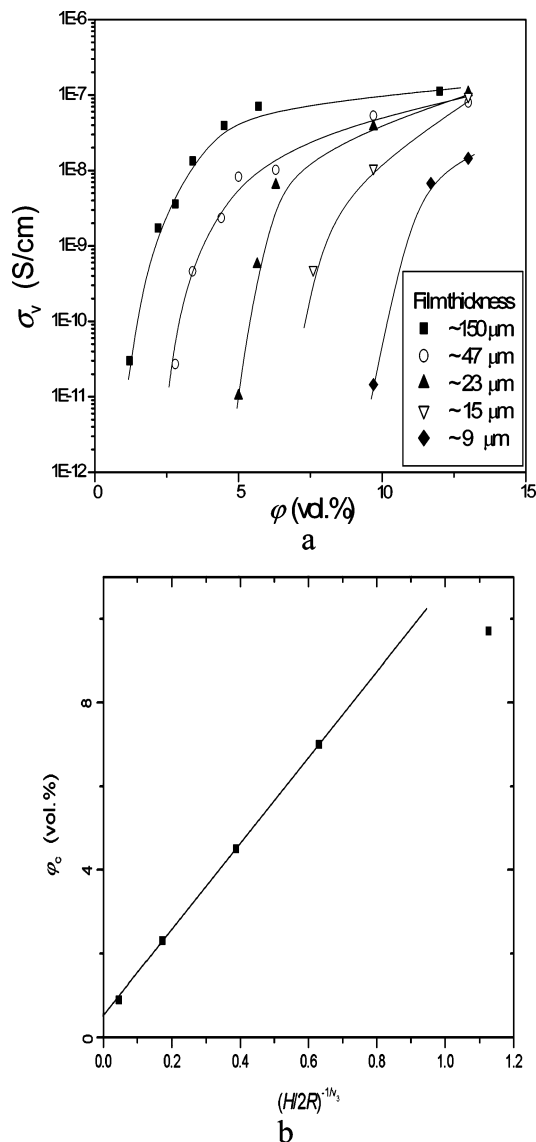 1E-5
1E-6
1E-7
1E-8
1E-9
1E-10
1E-11
1E-12
σv (S/cm)
Filmthickness
~150 μm
~47 μm
~23 μm
~15 μm
~9 μm
0 5 10 15
φ (vol.%)
a
8
4
0
φc (vol.%)
0.0 0.2 0.4 0.6 0.8 1.0 1.2
(H/2R)^-1/ν3
b